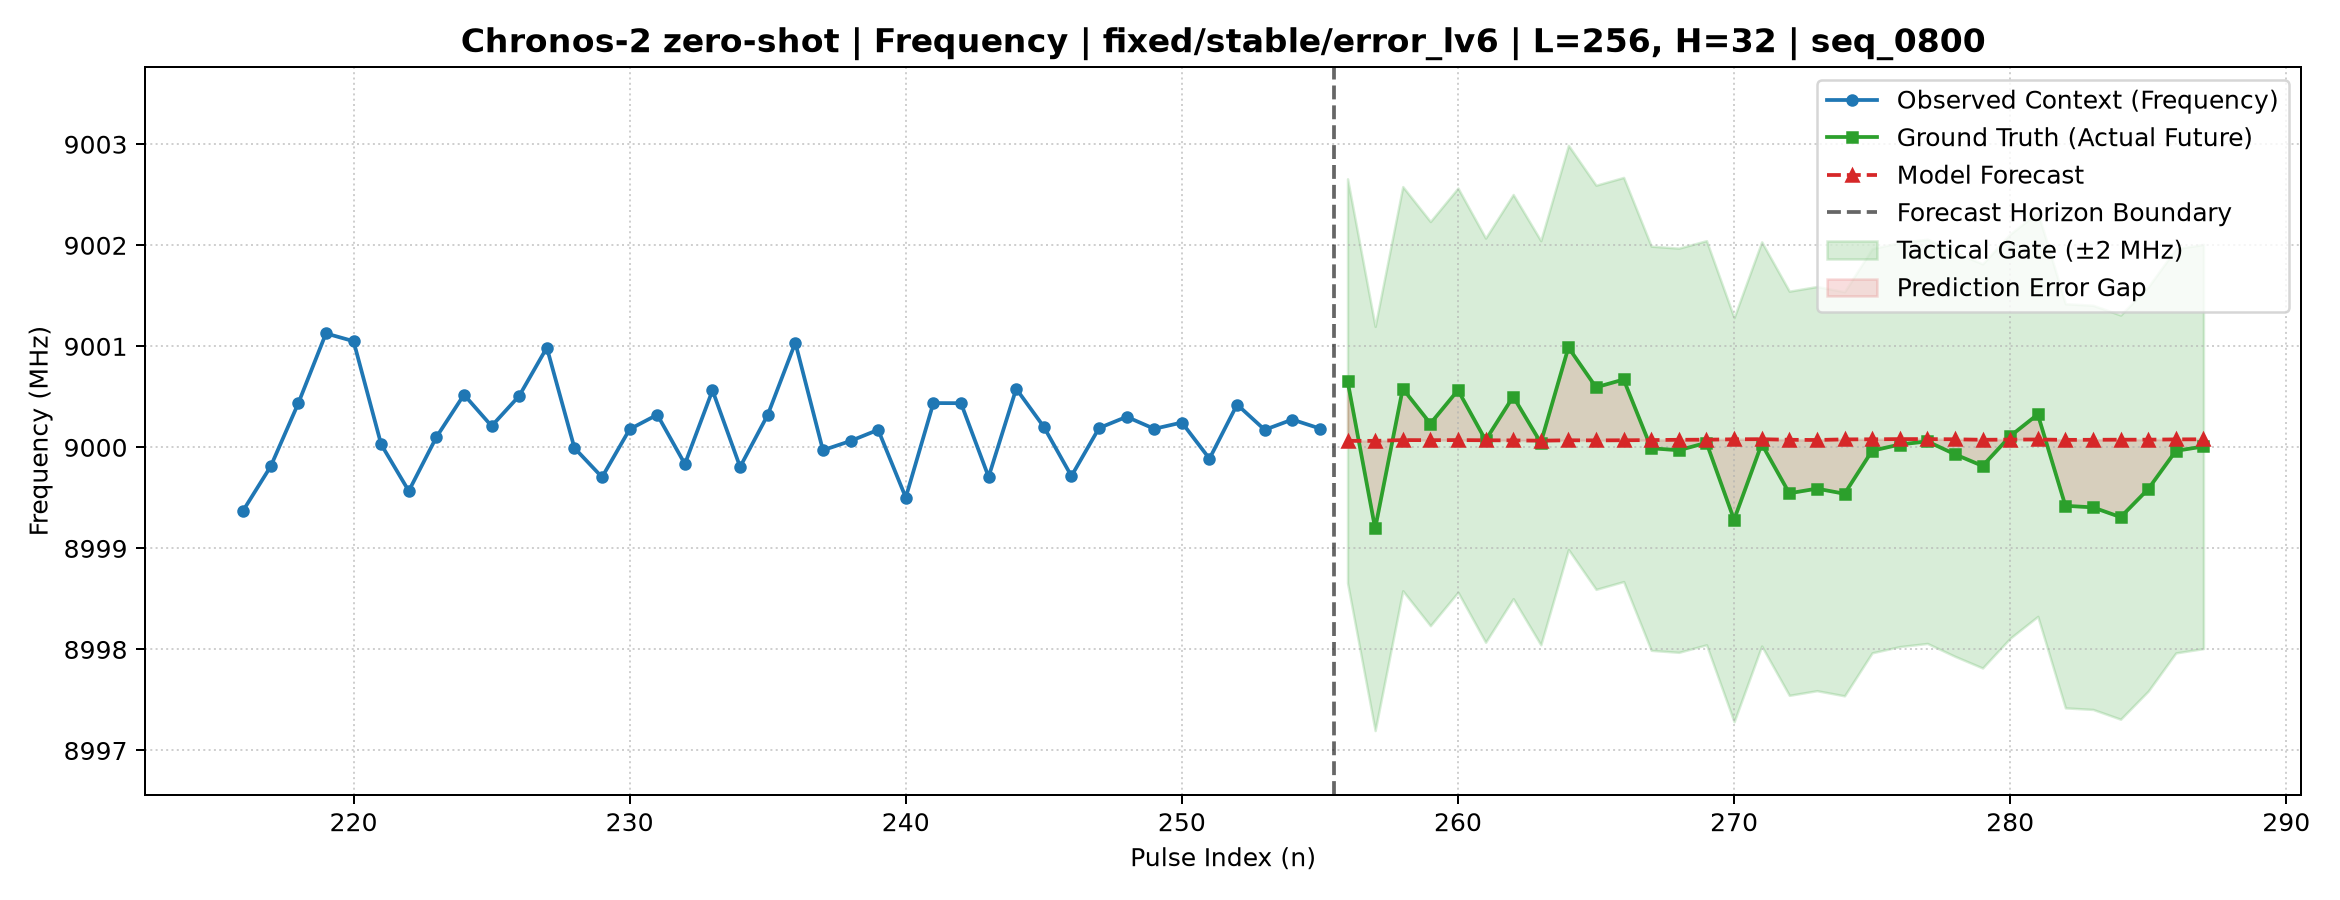 Chronos-2 zero-shot | Frequency | fixed/stable/error_lv6 | L=256, H=32 | seq_0800
Observed Context (Frequency)
Ground Truth (Actual Future)
Model Forecast
Forecast Horizon Boundary
Tactical Gate (±2 MHz)
Prediction Error Gap
Frequency (MHz)
9003
9002
9001
9000
8999
8998
8997
220 230 240 250 260 270 280 290
Pulse Index (n)